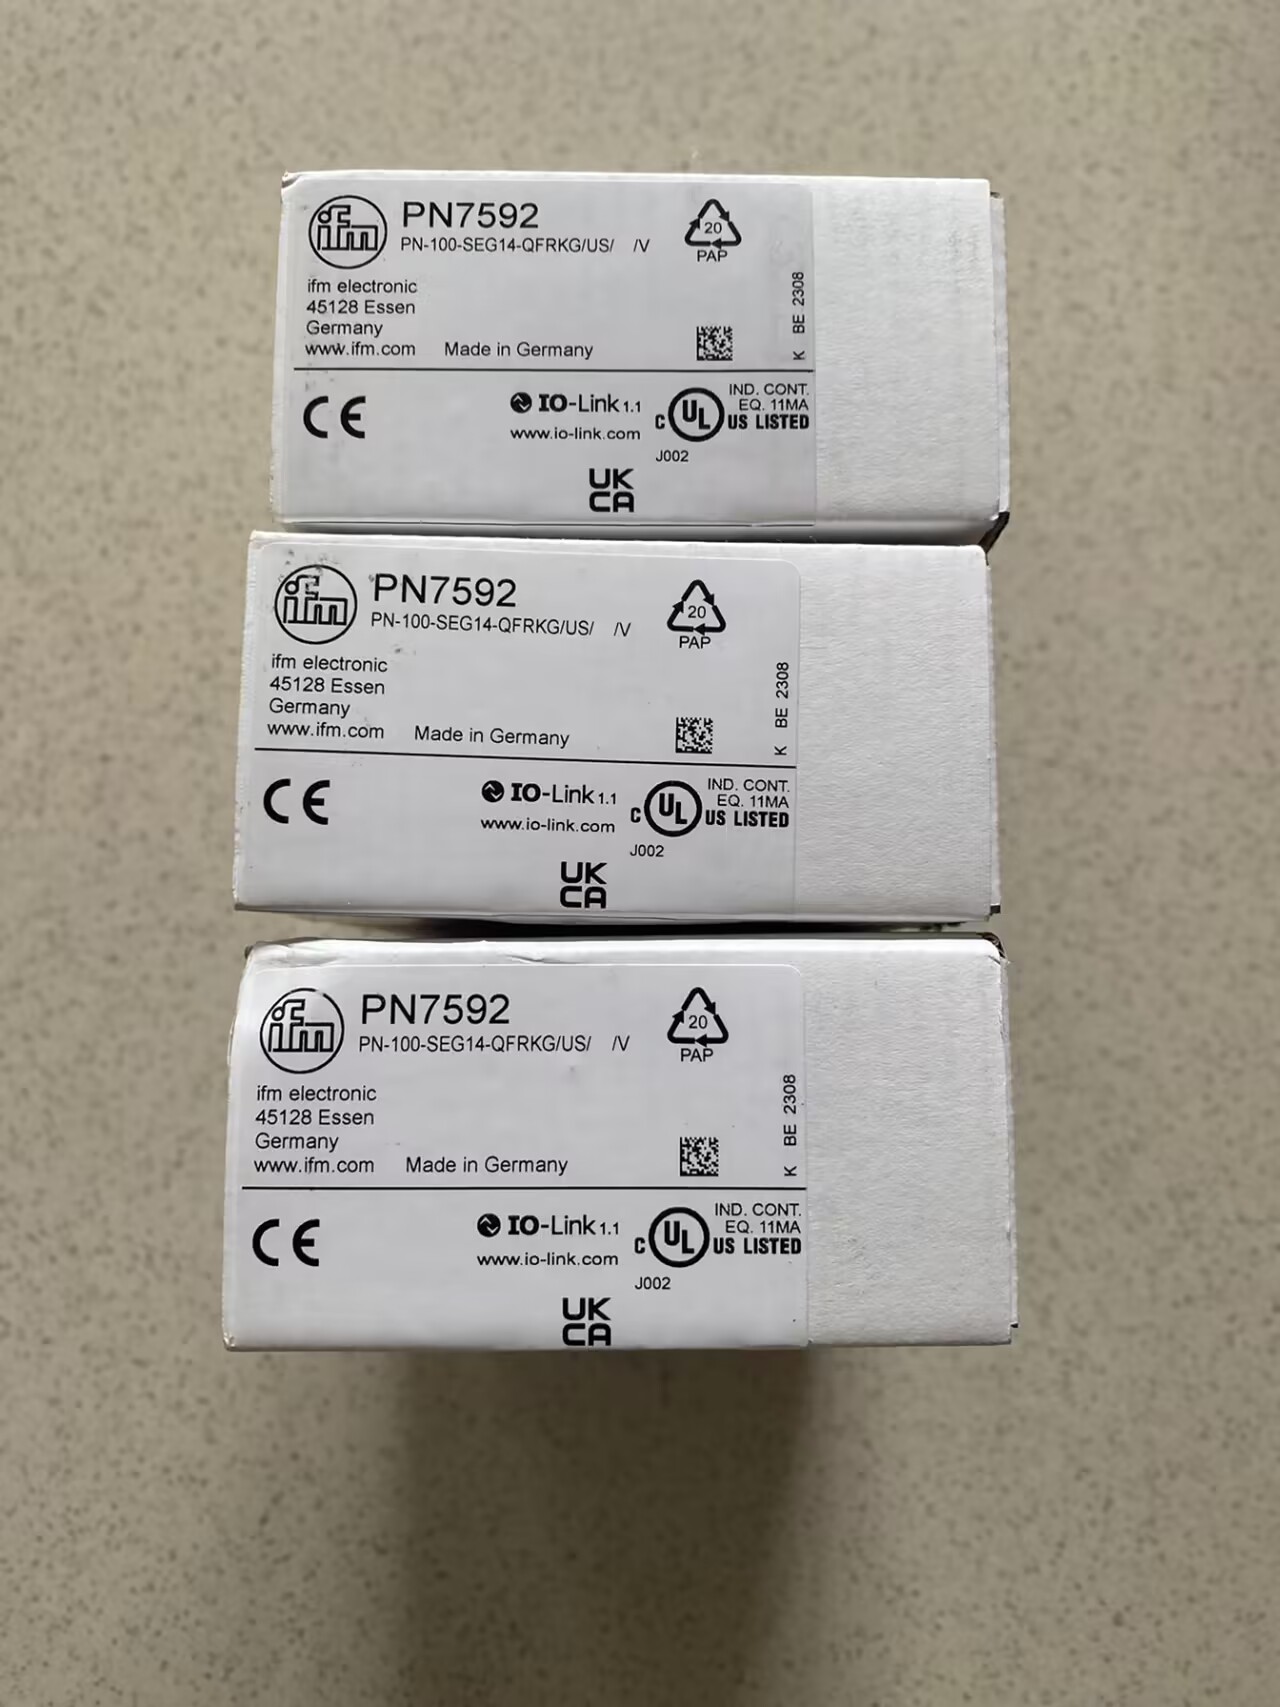 ifm
PN7592
PN-100-SEG14-QFRKG/US/ /V
20
PAP
ifm electronic
45128 Essen
Germany
www.ifm.com Made in Germany
K BE 2308
CE
IO-Link 1.1
www.io-link.com
C UL US LISTED
IND. CONT.
EQ. 11MA
J002
UK
CA
ifm
PN7592
PN-100-SEG14-QFRKG/US/ /V
20
PAP
ifm electronic
45128 Essen
Germany
www.ifm.com Made in Germany
K BE 2308
CE
IO-Link 1.1
www.io-link.com
C UL US LISTED
IND. CONT.
EQ. 11MA
J002
UK
CA
ifm
PN7592
PN-100-SEG14-QFRKG/US/ /V
20
PAP
ifm electronic
45128 Essen
Germany
www.ifm.com Made in Germany
K BE 2308
CE
IO-Link 1.1
www.io-link.com
C UL US LISTED
IND. CONT.
EQ. 11MA
J002
UK
CA